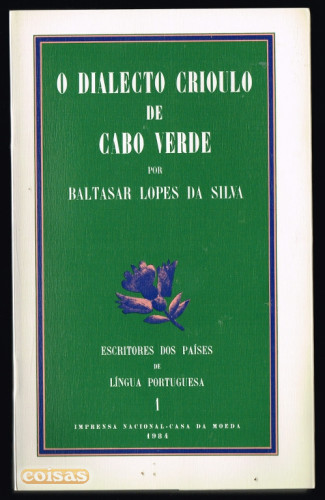 O DIALECTO CRIOULO
DE
CABO VERDE
POR
BALTASAR LOPES DA SILVA
ESCRITORES DOS PAÍSES
DE
LÍNGUA PORTUGUESA
1
IMPRENSA NACIONAL-CASA DA MOEDA
1984
coisas